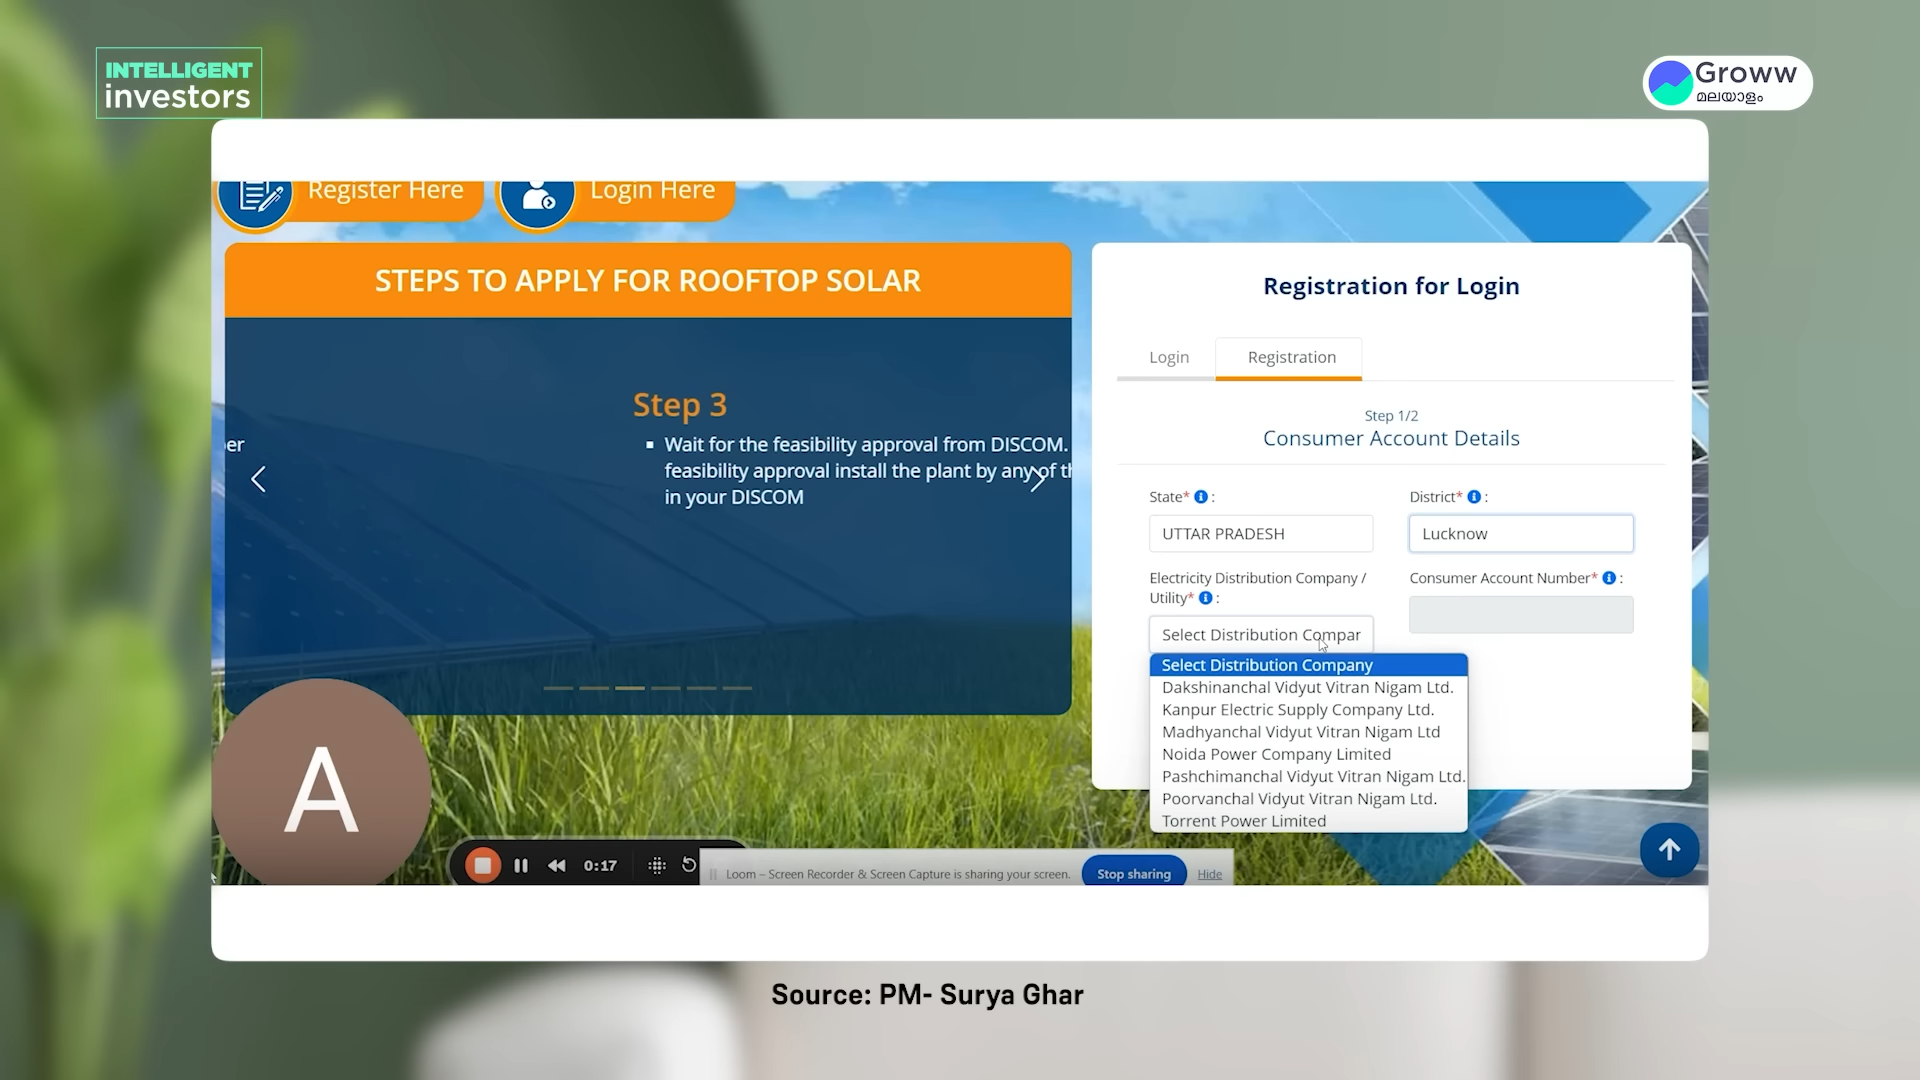 INTELLIGENT
investors
Groww
മലയാളം
Register Here
Login Here
STEPS TO APPLY FOR ROOFTOP SOLAR
Step 3
er
▪ Wait for the feasibility approval from DISCOM.
feasibility approval install the plant by any of th
in your DISCOM
Registration for Login
Login
Registration
Step 1/2
Consumer Account Details
State* :
District* :
UTTAR PRADESH
Lucknow
Electricity Distribution Company /
Utility* :
Consumer Account Number* :
Select Distribution Compar
Select Distribution Company
Dakshinanchal Vidyut Vitran Nigam Ltd.
Kanpur Electric Supply Company Ltd.
Madhyanchal Vidyut Vitran Nigam Ltd
Noida Power Company Limited
Pashchimanchal Vidyut Vitran Nigam Ltd.
Poorvanchal Vidyut Vitran Nigam Ltd.
Torrent Power Limited
A
0:17
Loom – Screen Recorder & Screen Capture is sharing your screen.
Stop sharing
Hide
Source: PM- Surya Ghar